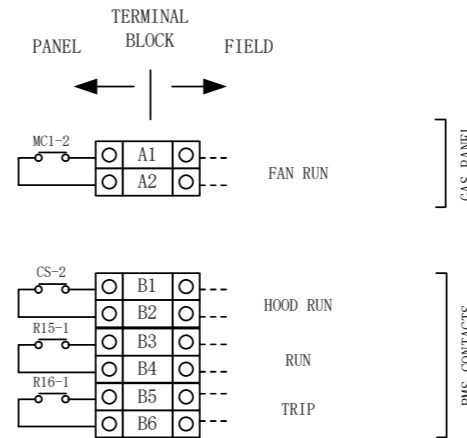 TERMINAL
BLOCK
PANEL
FIELD
MC1-2
A1
A2
FAN RUN
GAS PANEL
CS-2
B1
B2
HOOD RUN
R15-1
B3
B4
RUN
R16-1
B5
B6
TRIP
BMS CONTACTS